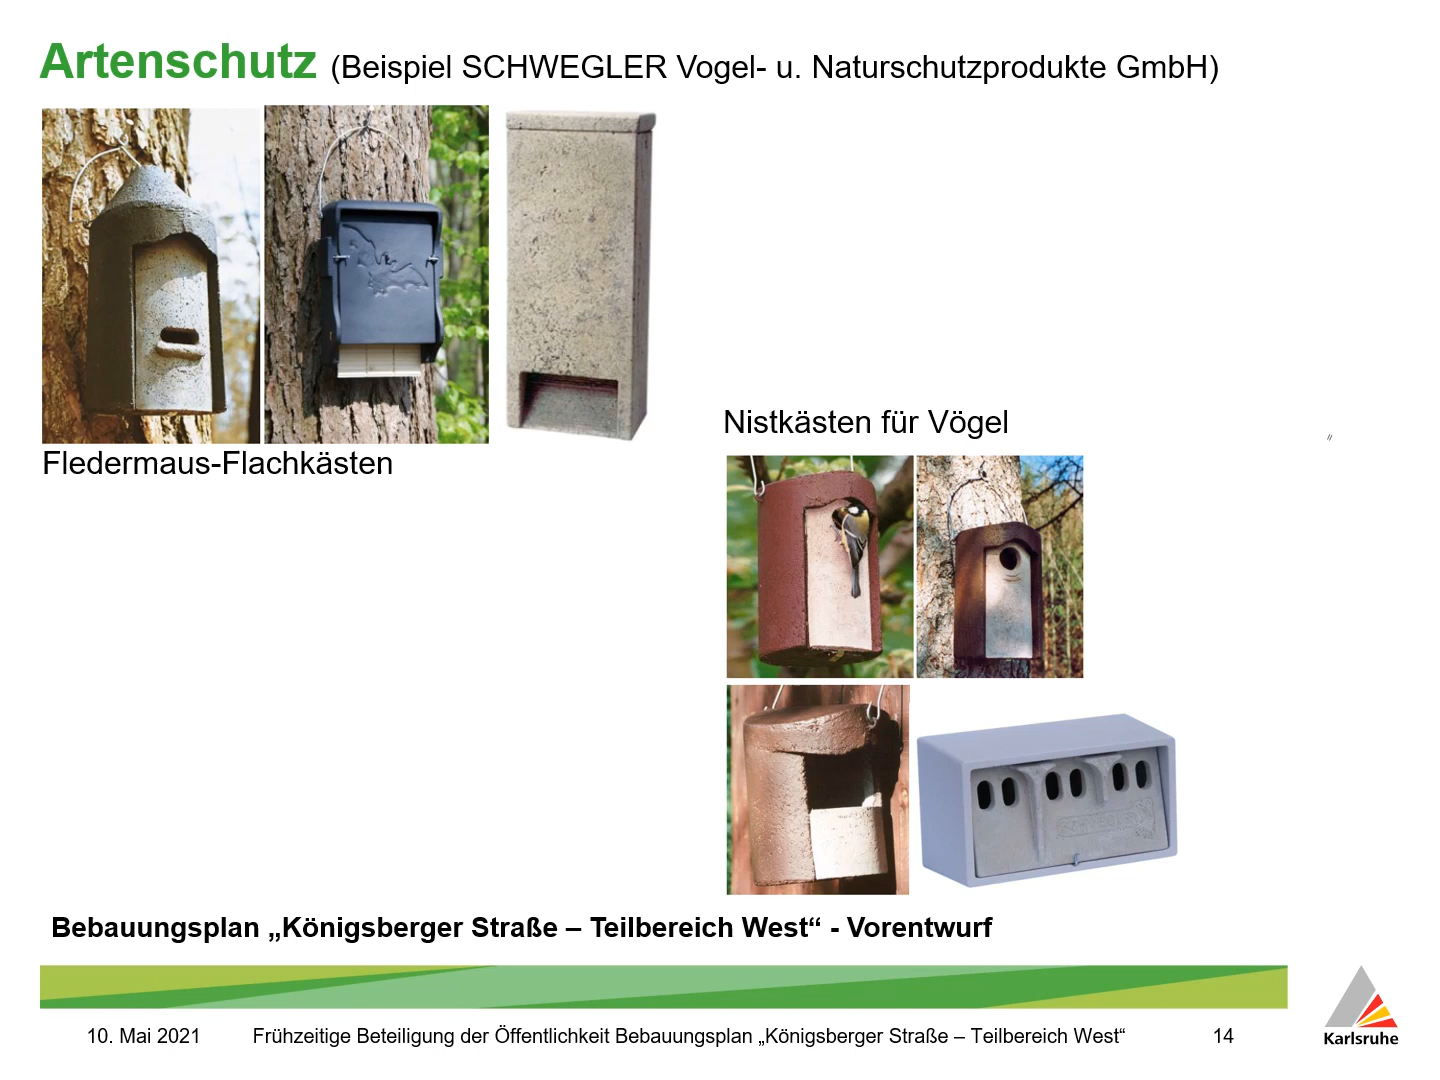 Artenschutz (Beispiel SCHWEGLER Vogel- u. Naturschutzprodukte GmbH)
Fledermaus-Flachkästen
Nistkästen für Vögel
SCHWEGLER
Bebauungsplan „Königsberger Straße – Teilbereich West“ - Vorentwurf
10. Mai 2021
Frühzeitige Beteiligung der Öffentlichkeit Bebauungsplan „Königsberger Straße – Teilbereich West“
14
Karlsruhe